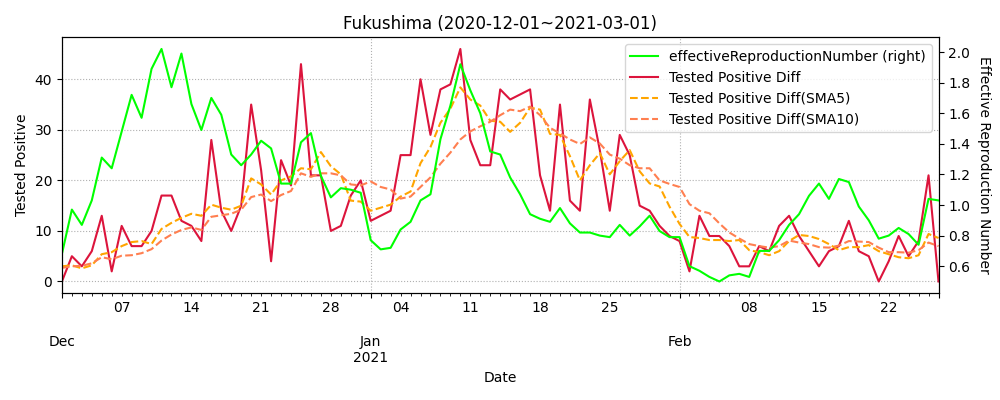 Fukushima (2020-12-01~2021-03-01)
effectiveReproductionNumber (right)
Tested Positive Diff
Tested Positive Diff(SMA5)
Tested Positive Diff(SMA10)
Tested Positive
40
30
20
10
0
2.0
1.8
1.6
1.4
1.2
1.0
0.8
0.6
Effective Reproduction Number
07 14 21 28 04 11 18 25 08 15 22
Dec Jan Feb
2021
Date